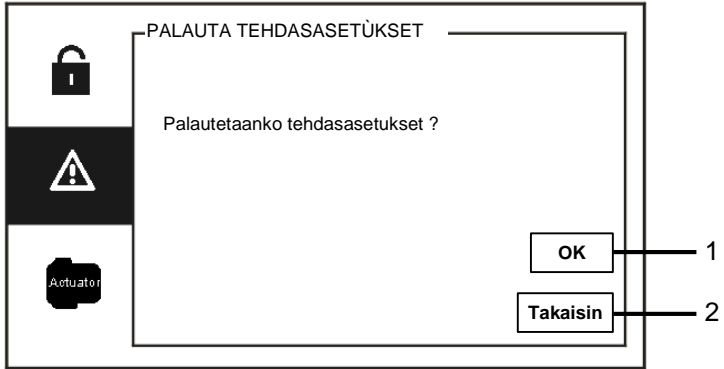 PALAUTA TEHDASASETÙKSET
Palautetaanko tehdasasetukset ?
OK
1
Actuator
Takaisin
2